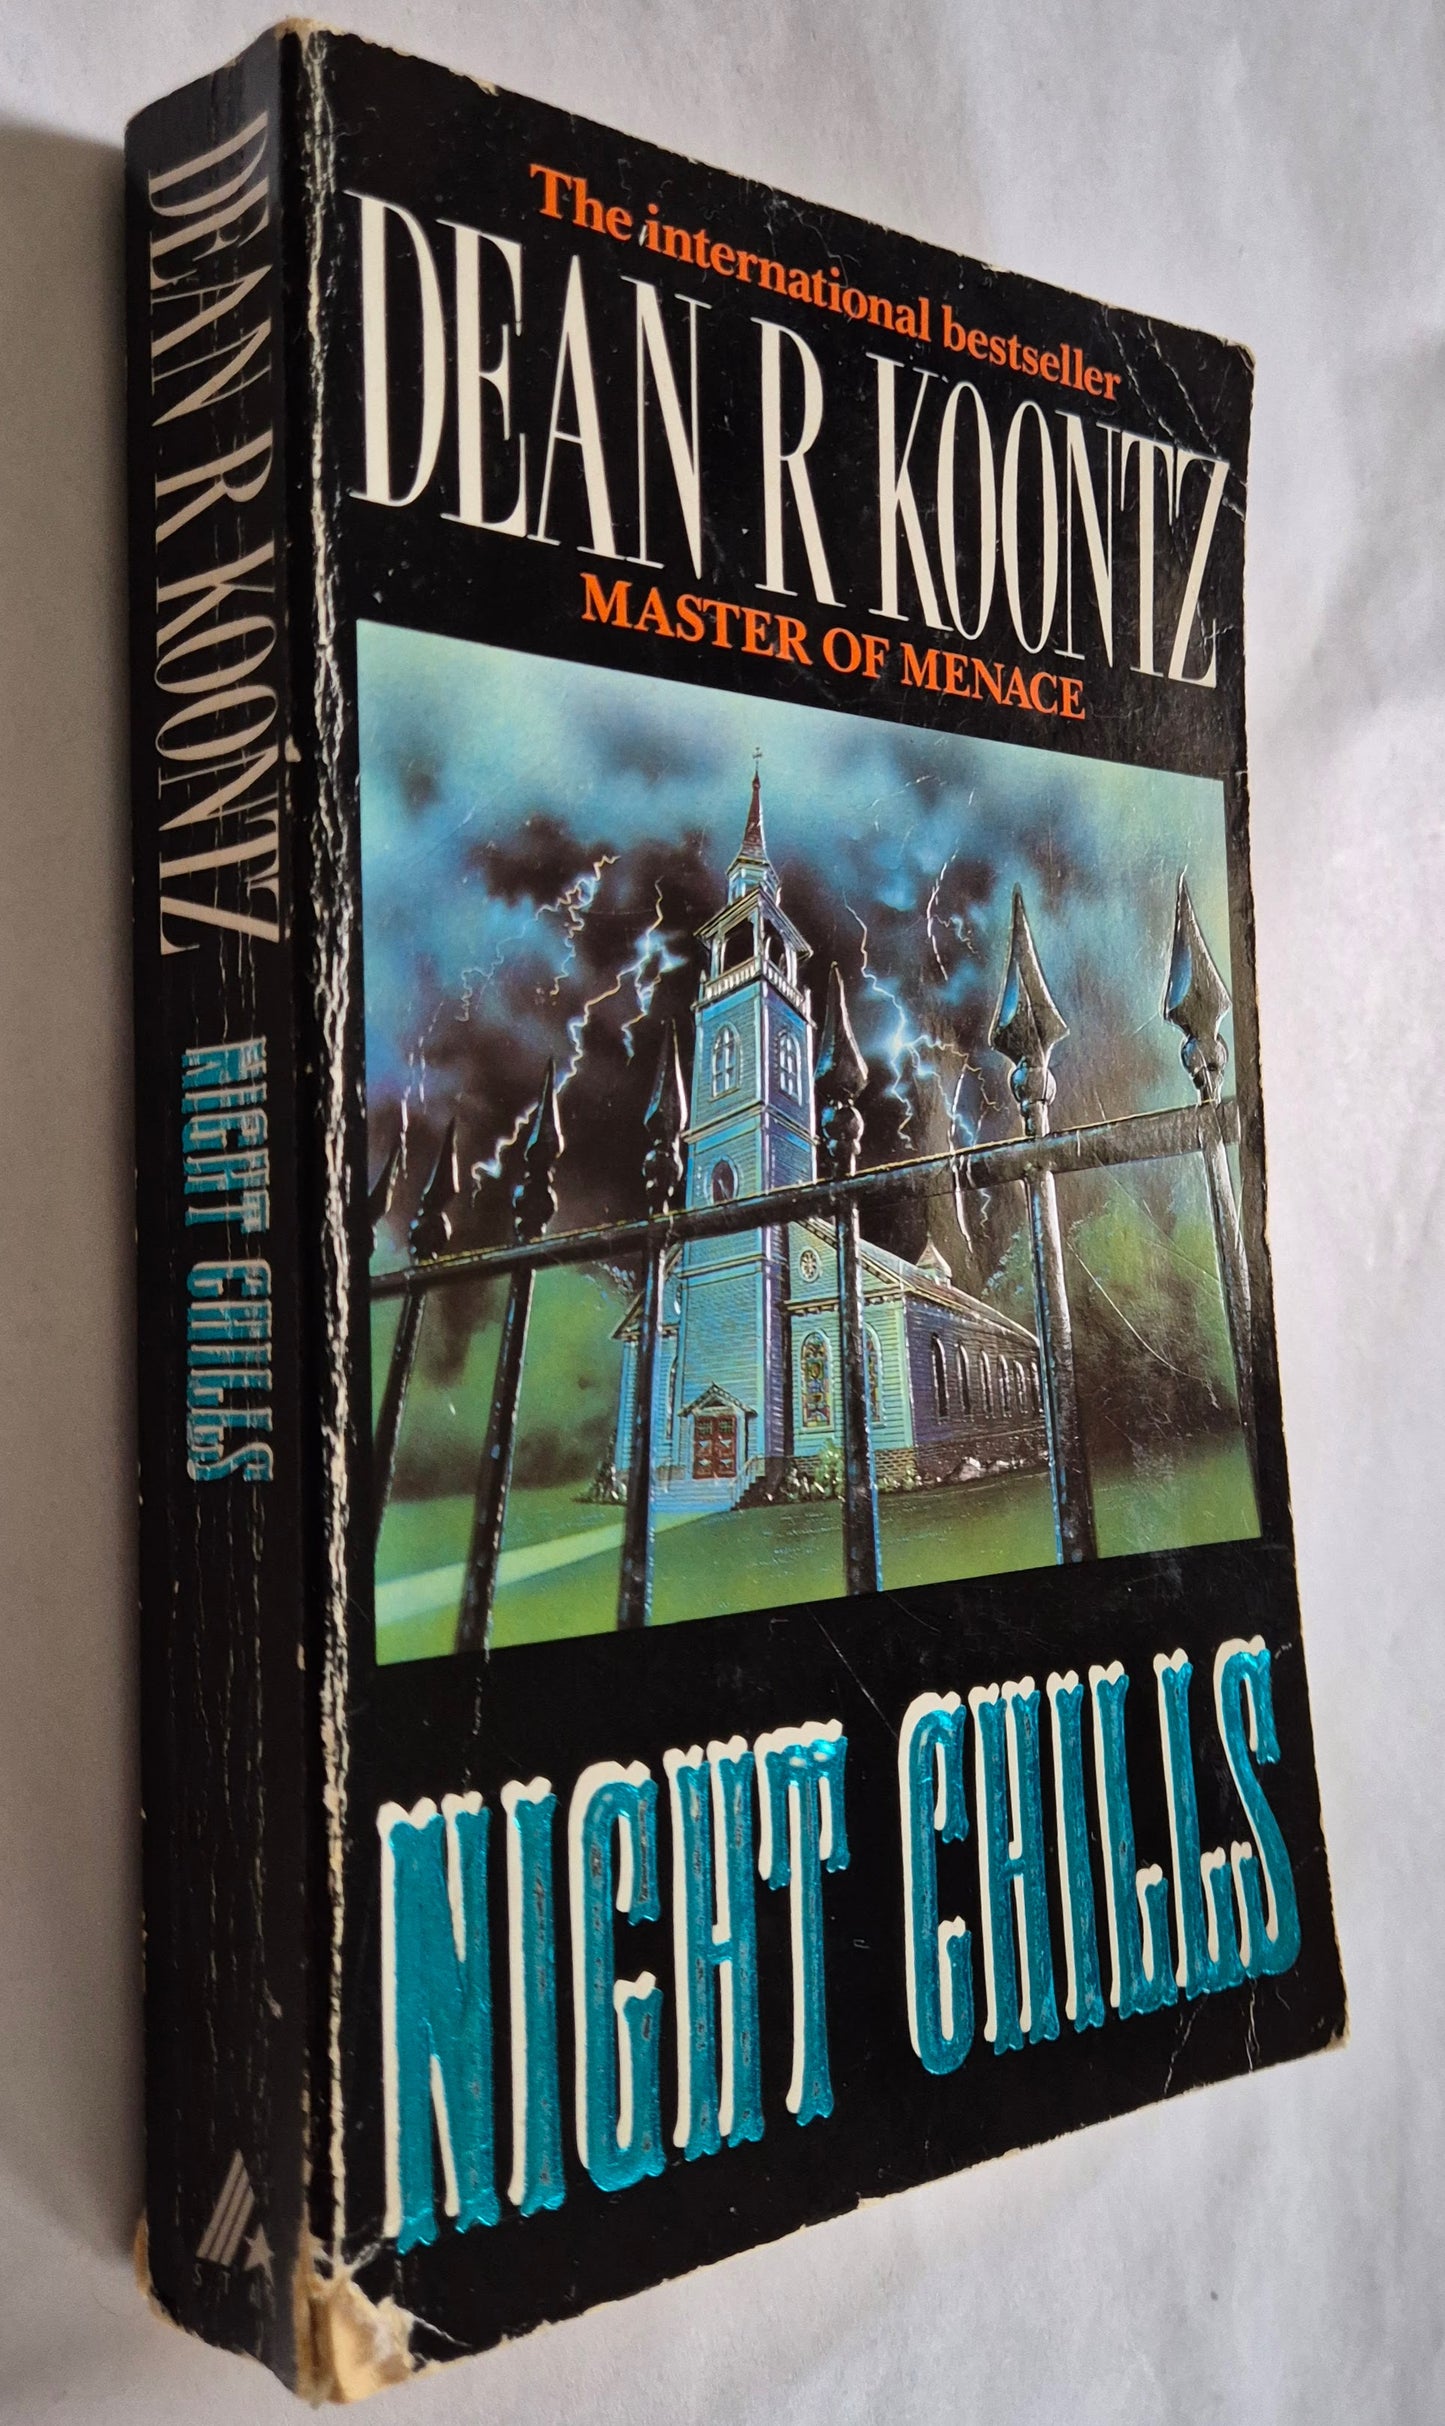 DEAN R KOONTZ
NIGHT CHILLS
The international bestseller
DEAN R KOONTZ
MASTER OF MENACE
NIGHT CHILLS